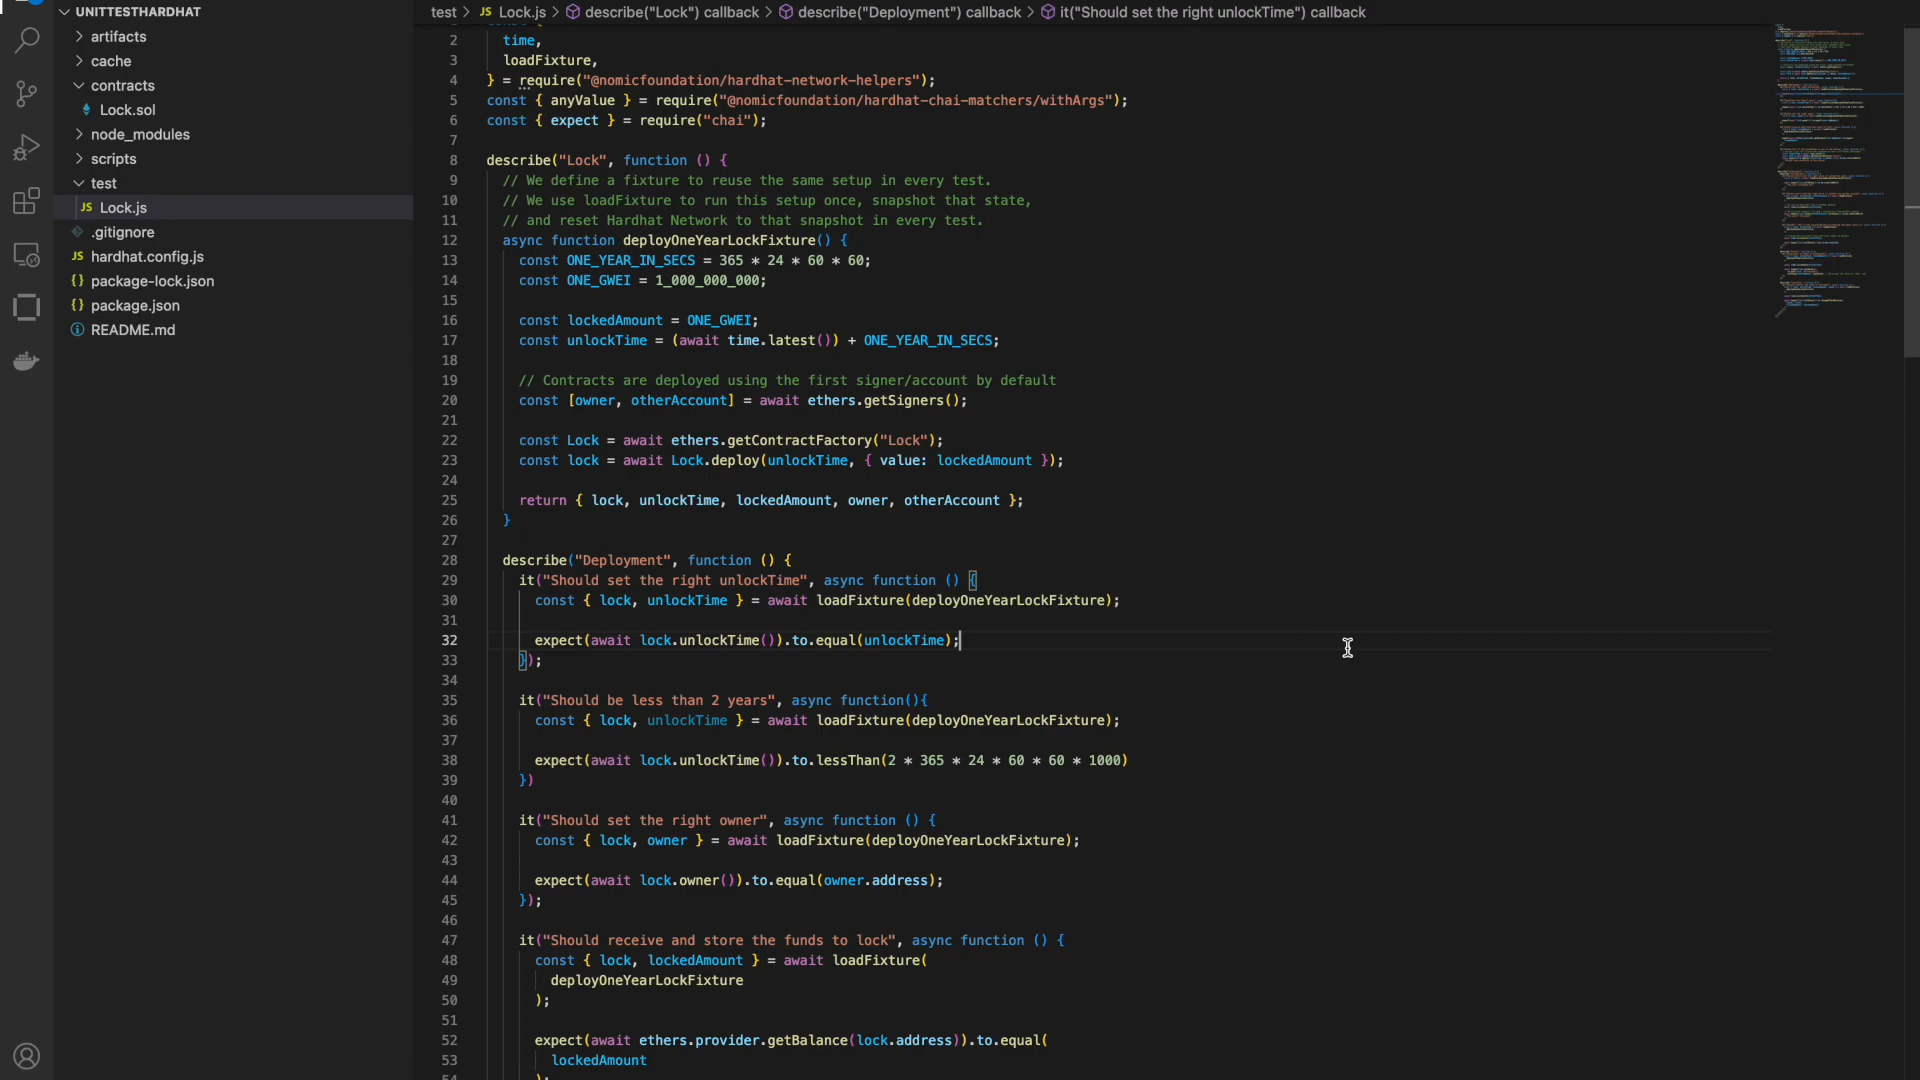 UNITTESTHARDHAT
artifacts
cache
contracts
Lock.sol
node_modules
scripts
test
JS Lock.js
.gitignore
JS hardhat.config.js
{} package-lock.json
{} package.json
README.md
test > JS Lock.js > describe("Lock") callback > describe("Deployment") callback > it("Should set the right unlockTime") callback
2 time,
3 loadFixture,
4 } = require("@nomicfoundation/hardhat-network-helpers");
5 const { anyValue } = require("@nomicfoundation/hardhat-chai-matchers/withArgs");
6 const { expect } = require("chai");
7
8 describe("Lock", function () {
9 // We define a fixture to reuse the same setup in every test.
10 // We use loadFixture to run this setup once, snapshot that state,
11 // and reset Hardhat Network to that snapshot in every test.
12 async function deployOneYearLockFixture() {
13 const ONE_YEAR_IN_SECS = 365 * 24 * 60 * 60;
14 const ONE_GWEI = 1_000_000_000;
15
16 const lockedAmount = ONE_GWEI;
17 const unlockTime = (await time.latest()) + ONE_YEAR_IN_SECS;
18
19 // Contracts are deployed using the first signer/account by default
20 const [owner, otherAccount] = await ethers.getSigners();
21
22 const Lock = await ethers.getContractFactory("Lock");
23 const lock = await Lock.deploy(unlockTime, { value: lockedAmount });
24
25 return { lock, unlockTime, lockedAmount, owner, otherAccount };
26 }
27
28 describe("Deployment", function () {
29 it("Should set the right unlockTime", async function () {
30 const { lock, unlockTime } = await loadFixture(deployOneYearLockFixture);
31
32 expect(await lock.unlockTime()).to.equal(unlockTime);
33 });
34
35 it("Should be less than 2 years", async function(){
36 const { lock, unlockTime } = await loadFixture(deployOneYearLockFixture);
37
38 expect(await lock.unlockTime()).to.lessThan(2 * 365 * 24 * 60 * 60 * 1000)
39 })
40
41 it("Should set the right owner", async function () {
42 const { lock, owner } = await loadFixture(deployOneYearLockFixture);
43
44 expect(await lock.owner()).to.equal(owner.address);
45 });
46
47 it("Should receive and store the funds to lock", async function () {
48 const { lock, lockedAmount } = await loadFixture(
49 deployOneYearLockFixture
50 );
51
52 expect(await ethers.provider.getBalance(lock.address)).to.equal(
53 lockedAmount